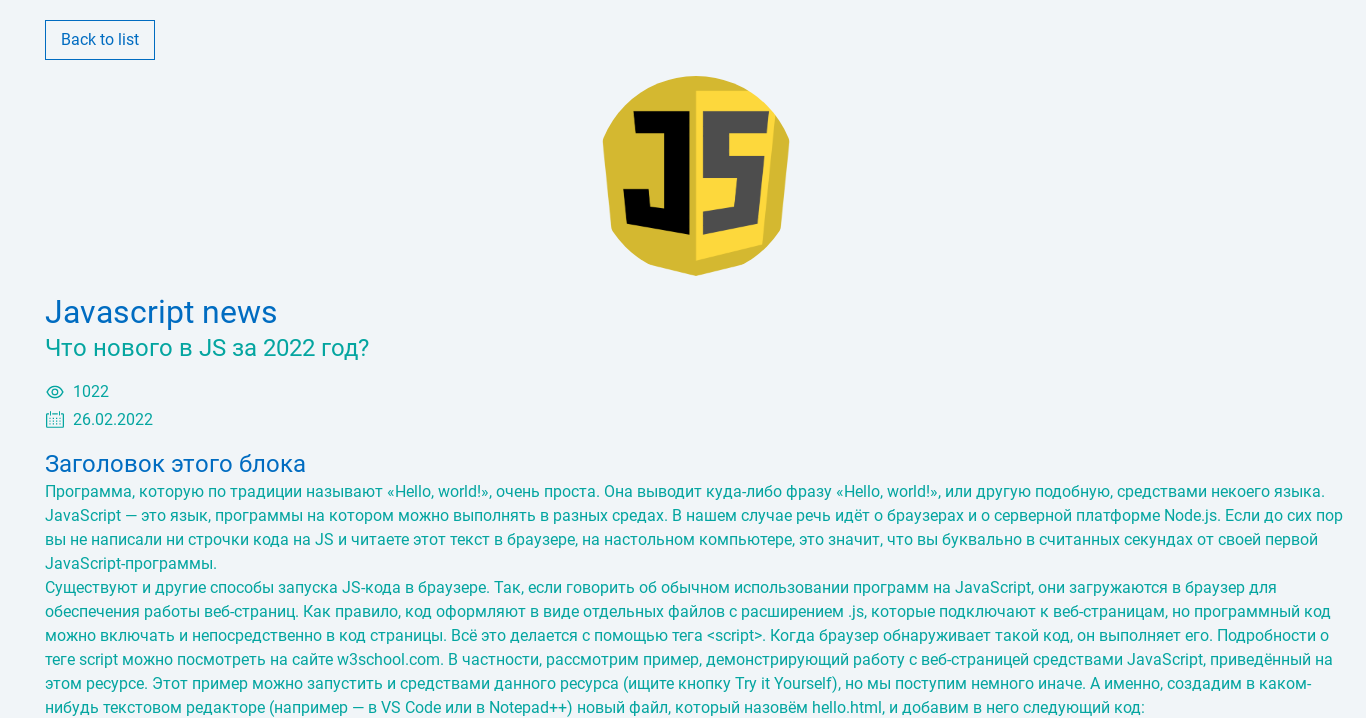 Back to list
JS
Javascript news
Что нового в JS за 2022 год?
1022
26.02.2022
Заголовок этого блока
Программа, которую по традиции называют «Hello, world!», очень проста. Она выводит куда-либо фразу «Hello, world!», или другую подобную, средствами некоего языка.
JavaScript — это язык, программы на котором можно выполнять в разных средах. В нашем случае речь идёт о браузерах и о серверной платформе Node.js. Если до сих пор
вы не написали ни строчки кода на JS и читаете этот текст в браузере, на настольном компьютере, это значит, что вы буквально в считанных секундах от своей первой
JavaScript-программы.
Существуют и другие способы запуска JS-кода в браузере. Так, если говорить об обычном использовании программ на JavaScript, они загружаются в браузер для
обеспечения работы веб-страниц. Как правило, код оформляют в виде отдельных файлов с расширением .js, которые подключают к веб-страницам, но программный код
можно включать и непосредственно в код страницы. Всё это делается с помощью тега <script>. Когда браузер обнаруживает такой код, он выполняет его. Подробности о
теге script можно посмотреть на сайте w3school.com. В частности, рассмотрим пример, демонстрирующий работу с веб-страницей средствами JavaScript, приведённый на
этом ресурсе. Этот пример можно запустить и средствами данного ресурса (ищите кнопку Try it Yourself), но мы поступим немного иначе. А именно, создадим в каком-
нибудь текстовом редакторе (например — в VS Code или в Notepad++) новый файл, который назовём hello.html, и добавим в него следующий код: